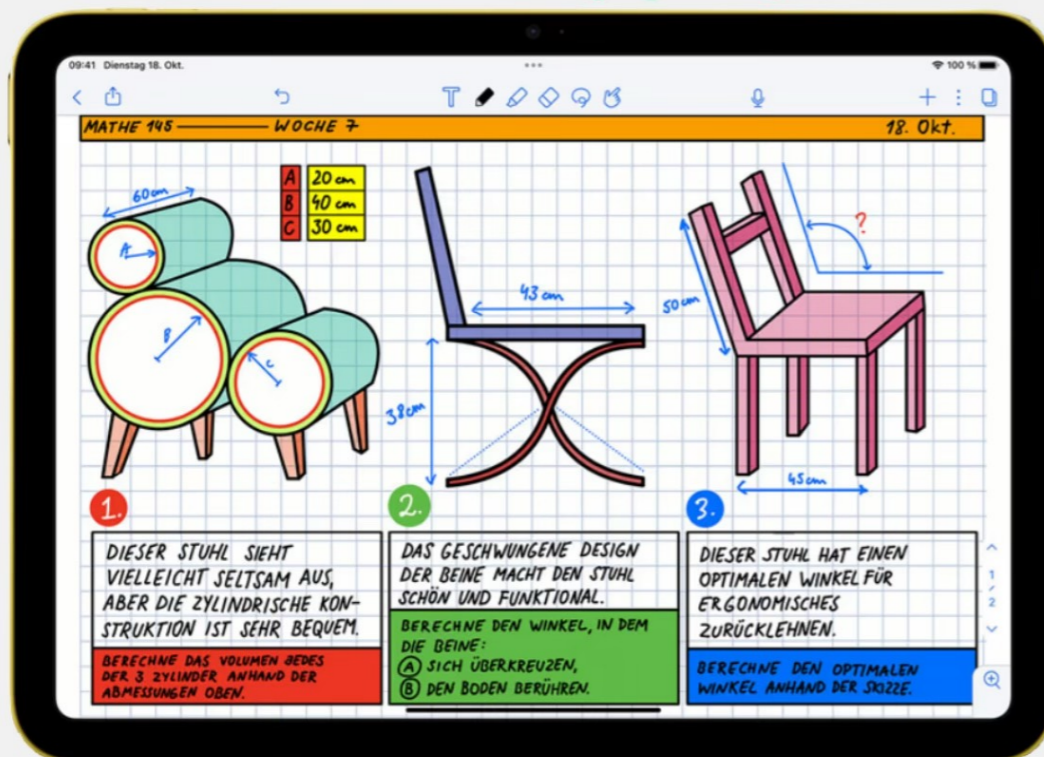 09:41 Dienstag 18. Okt.
100 %
MATHE 145 WOCHE 7
18. Okt.
60 cm
A 20 cm
B 40 cm
C 30 cm
A
B
C
43 cm
38 cm
?
50 cm
45 cm
1.
DIESER STUHL SIEHT
VIELLEICHT SELTSAM AUS,
ABER DIE ZYLINDRISCHE KON-
STRUKTION IST SEHR BEQUEM.
BERECHNE DAS VOLUMEN JEDES
DER 3 ZYLINDER ANHAND DER
ABMESSUNGEN OBEN.
2.
DAS GESCHWUNGENE DESIGN
DER BEINE MACHT DEN STUHL
SCHÖN UND FUNKTIONAL.
BERECHNE DEN WINKEL, IN DEM
DIE BEINE:
A SICH ÜBERKREUZEN,
B DEN BODEN BERÜHREN.
3.
DIESER STUHL HAT EINEN
OPTIMALEN WINKEL FÜR
ERGONOMISCHES
ZURÜCKLEHNEN.
BERECHNE DEN OPTIMALEN
WINKEL ANHAND DER SKIZZE.
1
/
2